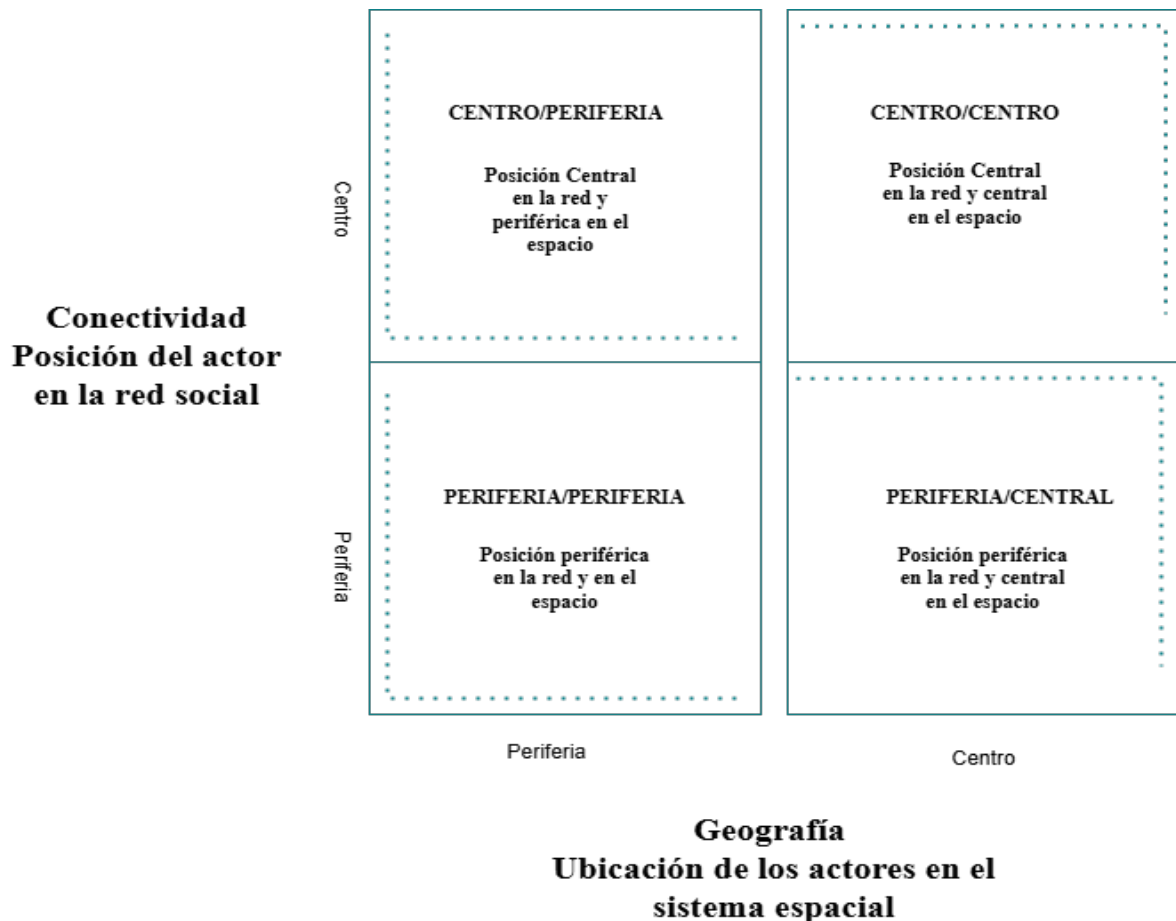 CENTRO/PERIFERIA
Posición Central
en la red y
periférica en el
espacio
CENTRO/CENTRO
Posición Central
en la red y central
en el espacio
Centro
Conectividad
Posición del actor
en la red social
PERIFERIA/PERIFERIA
Posición periférica
en la red y en el
espacio
PERIFERIA/CENTRAL
Posición periférica
en la red y central
en el espacio
Periferia
Periferia
Centro
Geografía
Ubicación de los actores en el
sistema espacial